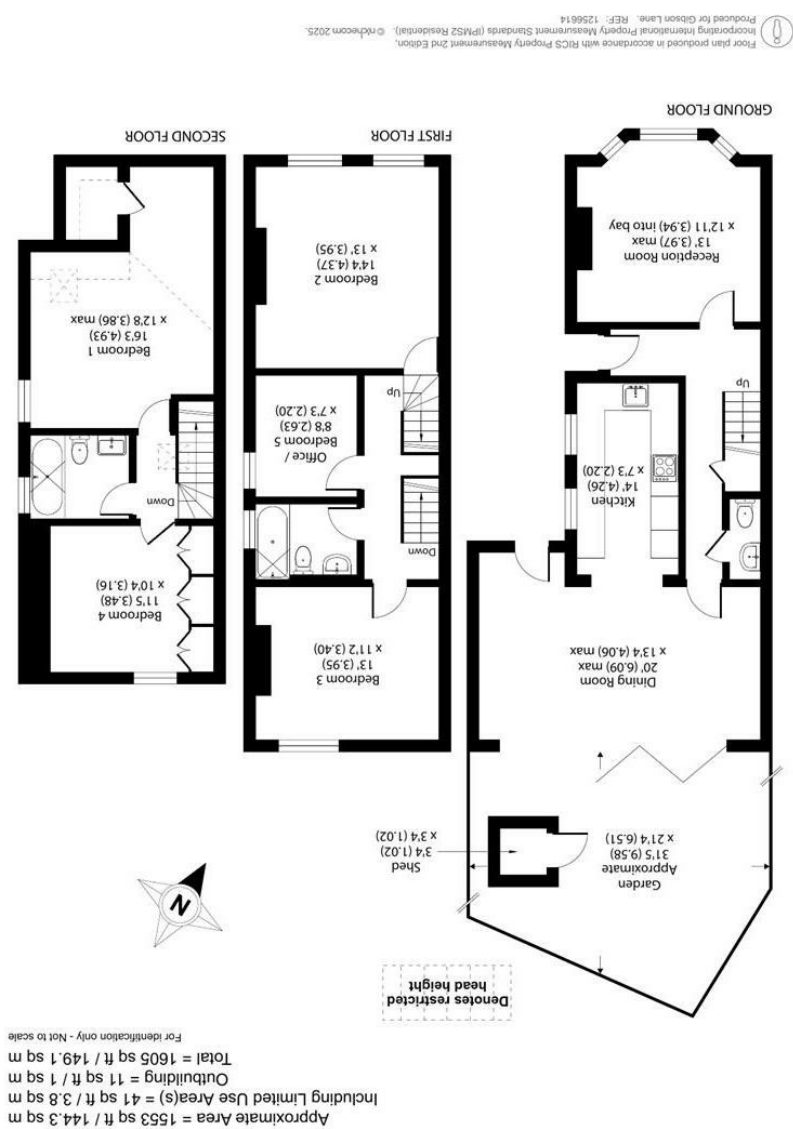 Approximate Area = 1553 sq ft / 144.3 sq m
Including Limited Use Area(s) = 41 sq ft / 3.8 sq m
Outbuilding = 11 sq ft / 1 sq m
Total = 1605 sq ft / 149.1 sq m
For identification only - Not to scale
Denotes restricted
head height
N
Garden
Approximate
31'5 (9.58)
x 21'4 (6.51)
Shed
3'4 (1.02)
x 3'4 (1.02)
Dining Room
20' (6.09) max
x 13'4 (4.06) max
Kitchen
14' (4.26)
x 7'3 (2.20)
Up
Reception Room
13' (3.97) max
x 12'11 (3.94) into bay
GROUND FLOOR
Bedroom 3
13' (3.95)
x 11'2 (3.40)
Down
Office /
Bedroom 5
8'8 (2.63)
x 7'3 (2.20)
Up
Bedroom 2
14'4 (4.37)
x 13' (3.95)
FIRST FLOOR
Bedroom 4
11'5 (3.48)
x 10'4 (3.16)
Down
Bedroom 1
16'3 (4.93)
x 12'8 (3.86) max
SECOND FLOOR
Floor plan produced in accordance with RICS Property Measurement 2nd Edition,
Incorporating International Property Measurement Standards (IPMS2 Residential). © nichecom 2025.
Produced for Gibson Lane. REF: 1256614